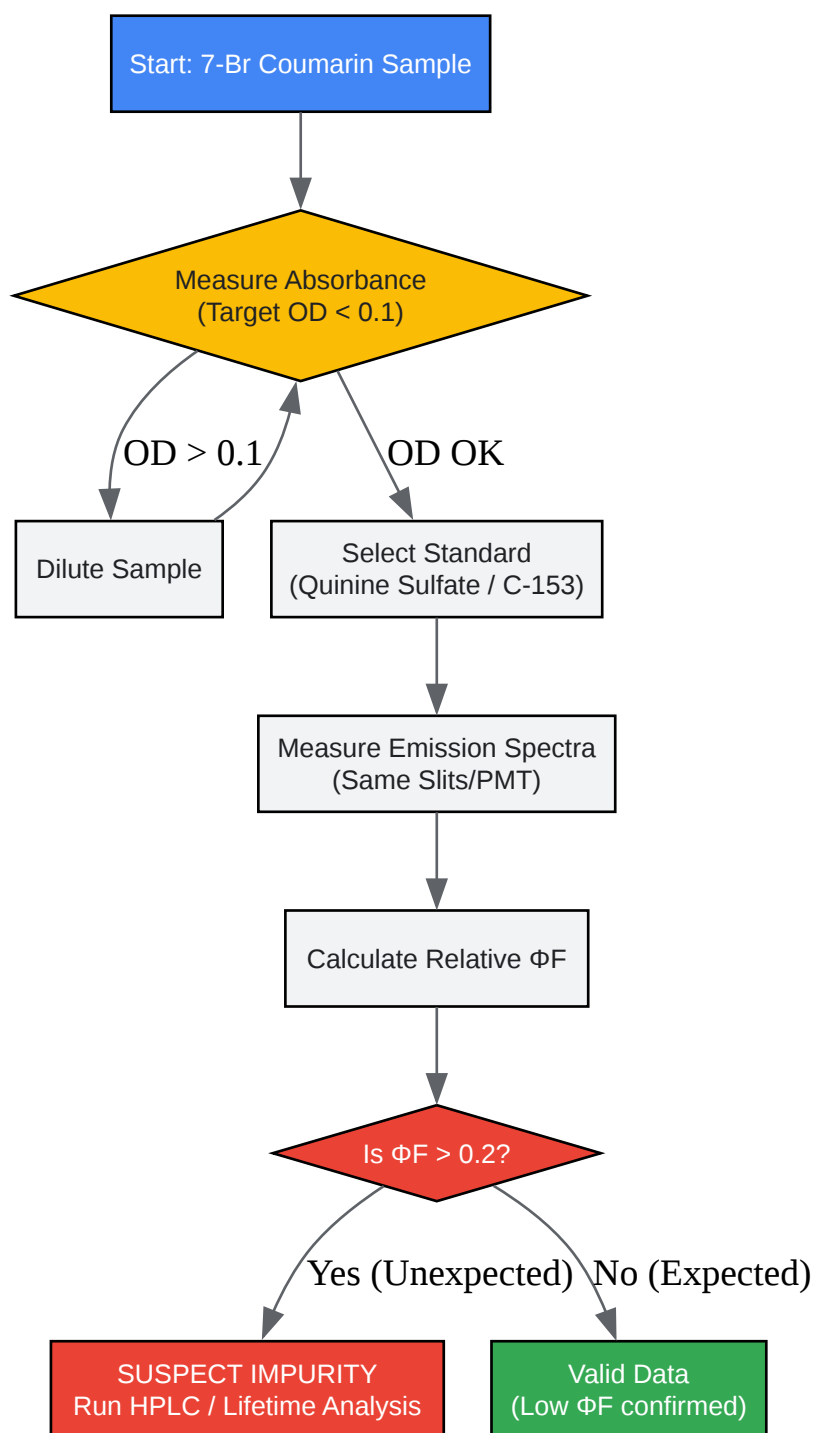 Start: 7-Br Coumarin Sample
Measure Absorbance
(Target OD < 0.1)
OD > 0.1
OD OK
Dilute Sample
Select Standard
(Quinine Sulfate / C-153)
Measure Emission Spectra
(Same Slits/PMT)
Calculate Relative ΦF
Is ΦF > 0.2?
Yes (Unexpected)
No (Expected)
SUSPECT IMPURITY
Run HPLC / Lifetime Analysis
Valid Data
(Low ΦF confirmed)